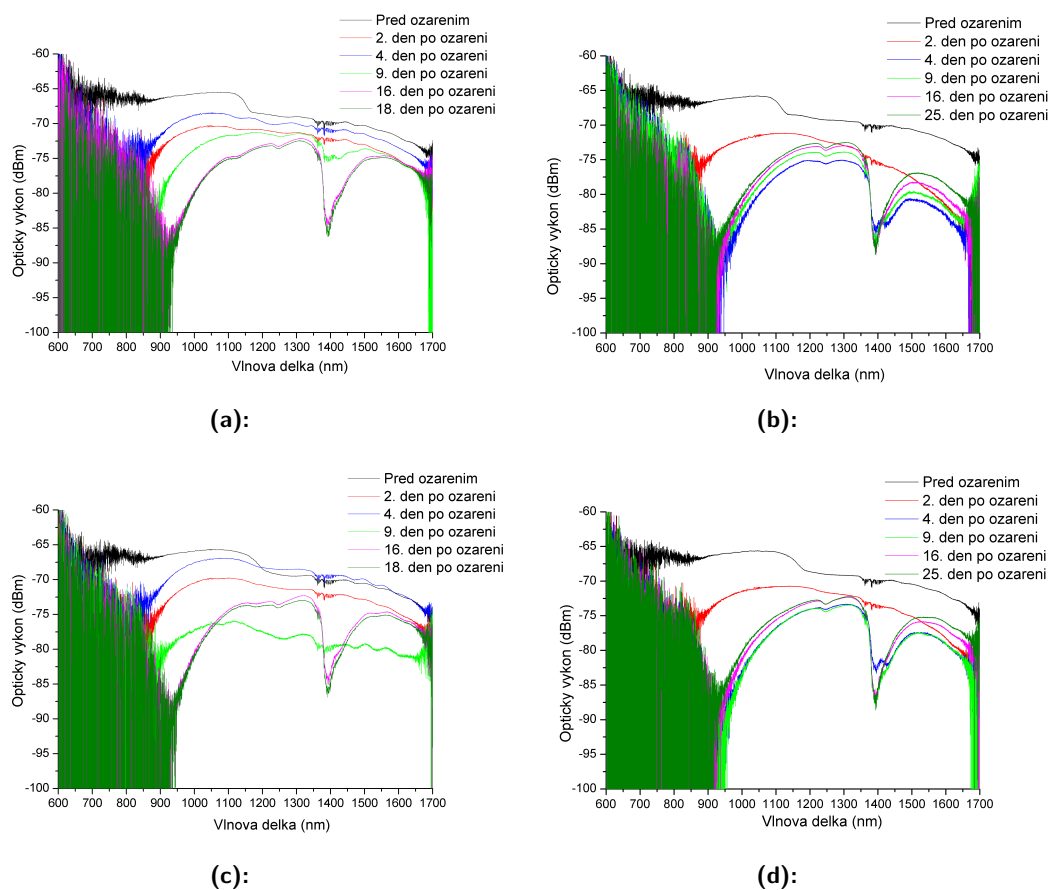 Pred ozarenim
2. den po ozareni
4. den po ozareni
9. den po ozareni
16. den po ozareni
18. den po ozareni
Opticky vykon (dBm)
-60
-65
-70
-75
-80
-85
-90
-95
-100
600 700 800 900 1000 1100 1200 1300 1400 1500 1600 1700
Vlnova delka (nm)
(a):
Pred ozarenim
2. den po ozareni
4. den po ozareni
9. den po ozareni
16. den po ozareni
25. den po ozareni
Opticky vykon (dBm)
-60
-65
-70
-75
-80
-85
-90
-95
-100
600 700 800 900 1000 1100 1200 1300 1400 1500 1600 1700
Vlnova delka (nm)
(b):
Pred ozarenim
2. den po ozareni
4. den po ozareni
9. den po ozareni
16. den po ozareni
18. den po ozareni
Opticky vykon (dBm)
-60
-65
-70
-75
-80
-85
-90
-95
-100
600 700 800 900 1000 1100 1200 1300 1400 1500 1600 1700
Vlnova delka (nm)
(c):
Pred ozarenim
2. den po ozareni
4. den po ozareni
9. den po ozareni
16. den po ozareni
25. den po ozareni
Opticky vykon (dBm)
-60
-65
-70
-75
-80
-85
-90
-95
-100
600 700 800 900 1000 1100 1200 1300 1400 1500 1600 1700
Vlnova delka (nm)
(d):